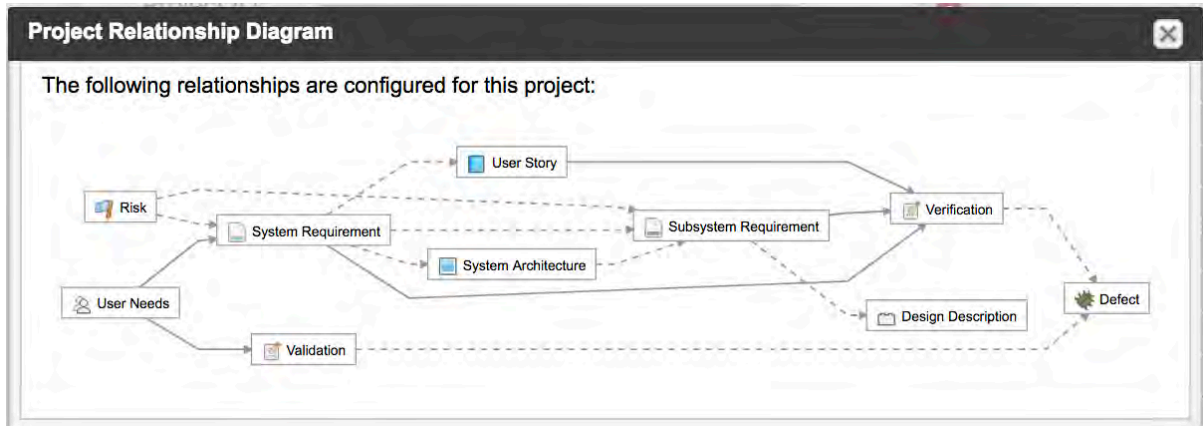 Project Relationship Diagram
The following relationships are configured for this project:
User Story
Risk
Verification
System Requirement
Subsystem Requirement
System Architecture
User Needs
Defect
Design Description
Validation